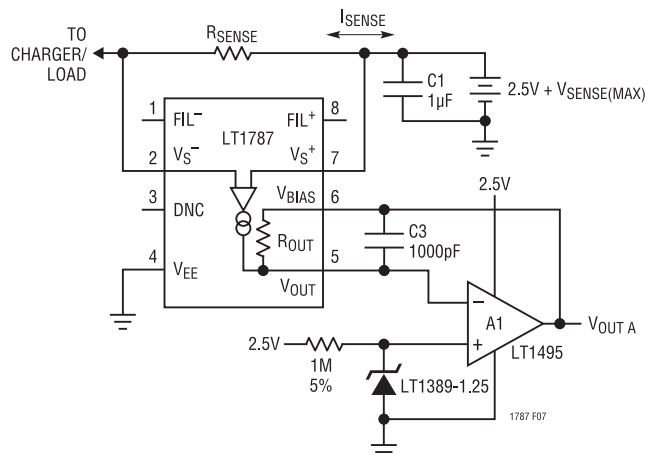 TO
CHARGER/
LOAD
RSENSE
ISENSE
C1
1µF
2.5V + VSENSE(MAX)
1
FIL–
LT1787
FIL+
8
2
VS–
VS+
7
3
DNC
VBIAS
6
ROUT
C3
1000pF
2.5V
4
VEE
VOUT
5
–
A1
+
LT1495
VOUT A
2.5V
1M
5%
LT1389-1.25
1787 F07